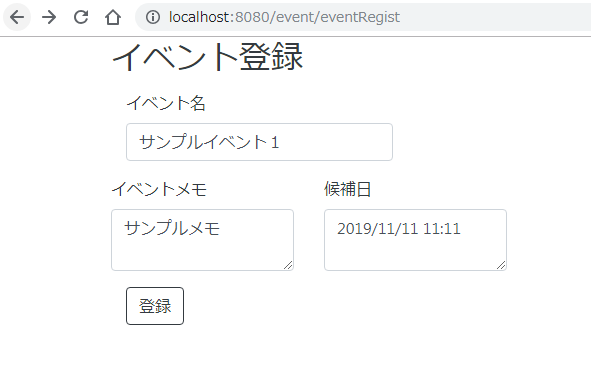 localhost:8080/event/eventRegist
イベント登録
イベント名
サンプルイベント１
イベントメモ
サンプルメモ
候補日
2019/11/11 11:11
登録